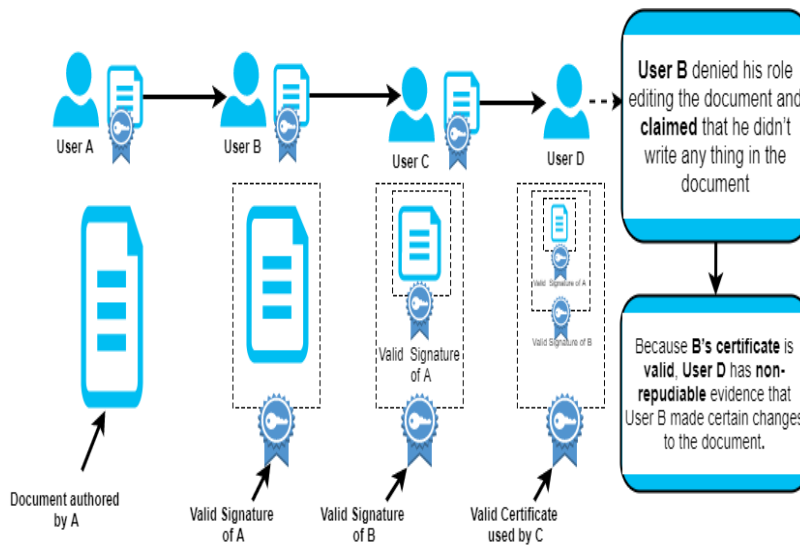 User A
User B
User C
User D
User B denied his role
editing the document and
claimed that he didn't
write any thing in the
document
Valid Signature
of A
Valid Signature of A
Valid Signature of B
Because B's certificate is
valid, User D has non-
repudiable evidence that
User B made certain changes
to the document.
Document authored
by A
Valid Signature
of A
Valid Signature
of B
Valid Certificate
used by C